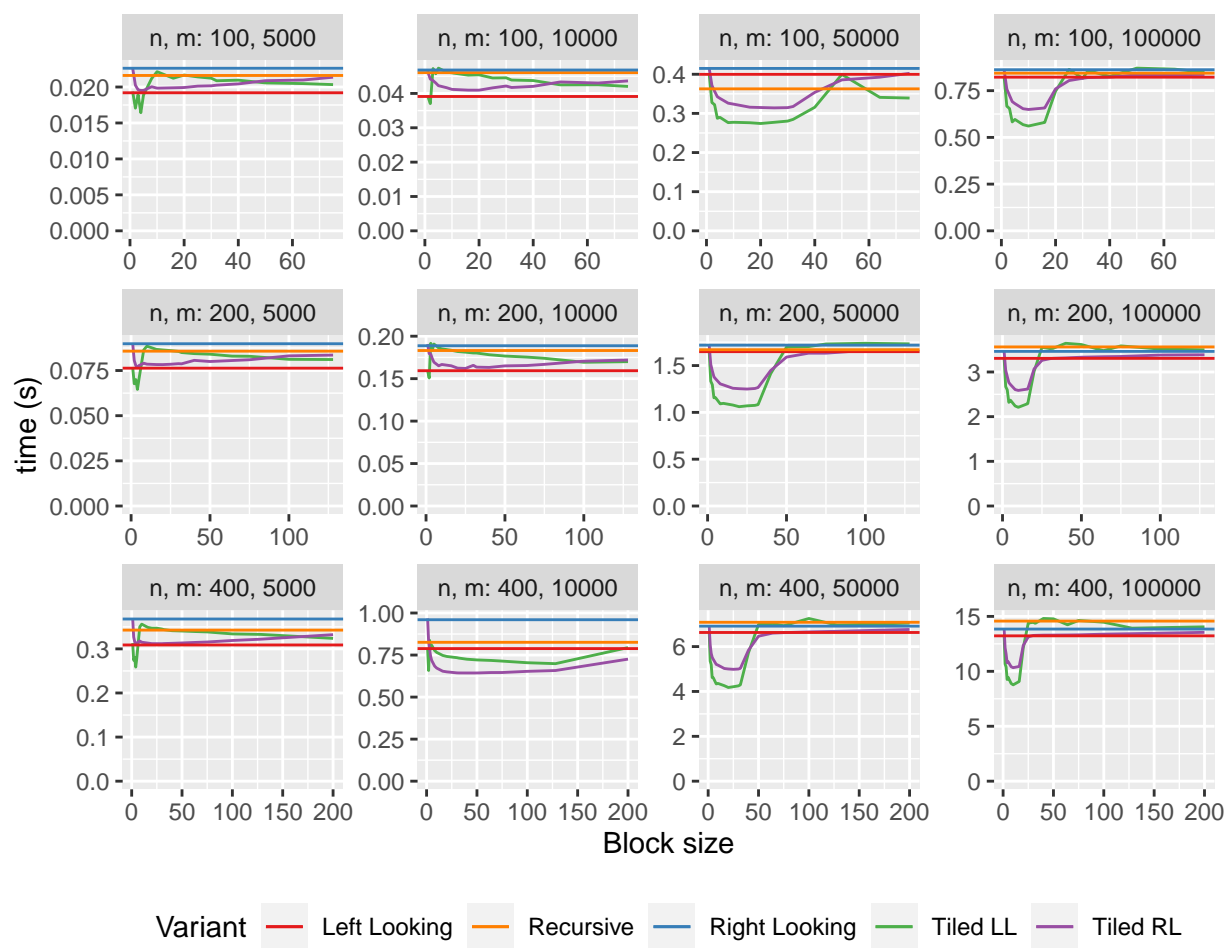 n, m: 100, 5000
n, m: 100, 10000
n, m: 100, 50000
n, m: 100, 100000
0.020
0.015
0.010
0.005
0.000
0 20 40 60
0.04
0.03
0.02
0.01
0.00
0 20 40 60
0.4
0.3
0.2
0.1
0.0
0 20 40 60
0.75
0.50
0.25
0.00
0 20 40 60
n, m: 200, 5000
n, m: 200, 10000
n, m: 200, 50000
n, m: 200, 100000
time (s)
0.075
0.050
0.025
0.000
0 50 100
0.20
0.15
0.10
0.05
0.00
0 50 100
1.5
1.0
0.5
0.0
0 50 100
3
2
1
0
0 50 100
n, m: 400, 5000
n, m: 400, 10000
n, m: 400, 50000
n, m: 400, 100000
0.3
0.2
0.1
0.0
0 50 100 150 200
1.00
0.75
0.50
0.25
0.00
0 50 100 150 200
6
4
2
0
0 50 100 150 200
15
10
5
0
0 50 100 150 200
Block size
Variant Left Looking Recursive Right Looking Tiled LL Tiled RL